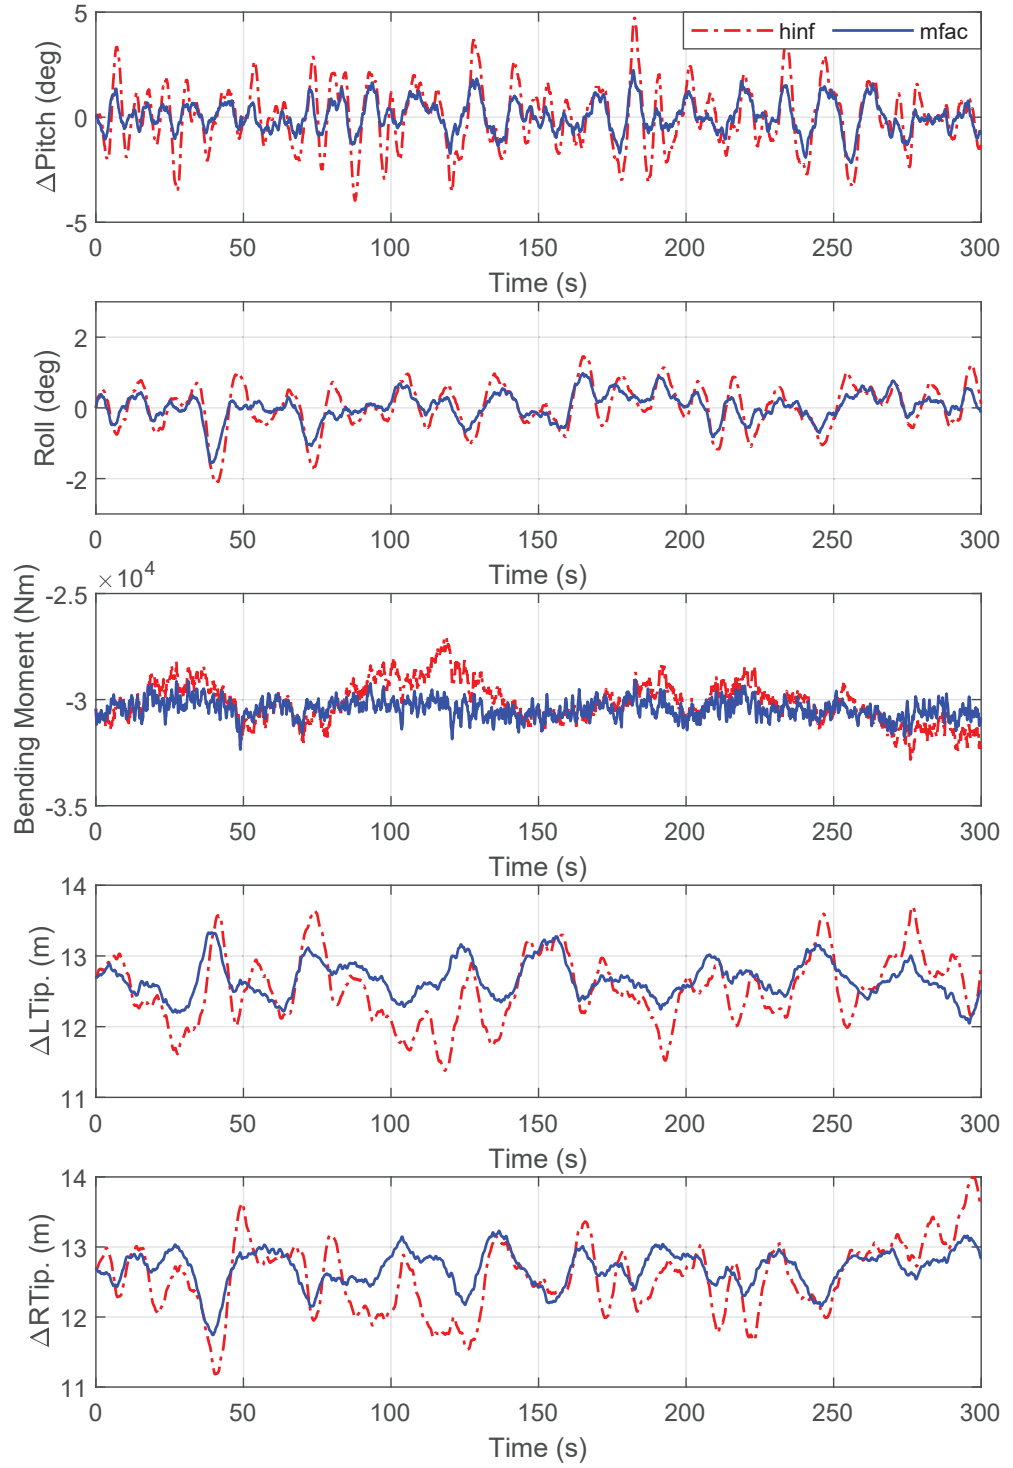 5
hinf
mfac
0
-5
ΔPitch (deg)
0 50 100 150 200 250 300
Time (s)
2
0
-2
Roll (deg)
0 50 100 150 200 250 300
Time (s)
×10⁴
-2.5
-3
-3.5
Bending Moment (Nm)
0 50 100 150 200 250 300
Time (s)
14
13
12
11
ΔLTip. (m)
0 50 100 150 200 250 300
Time (s)
14
13
12
11
ΔRTip. (m)
0 50 100 150 200 250 300
Time (s)